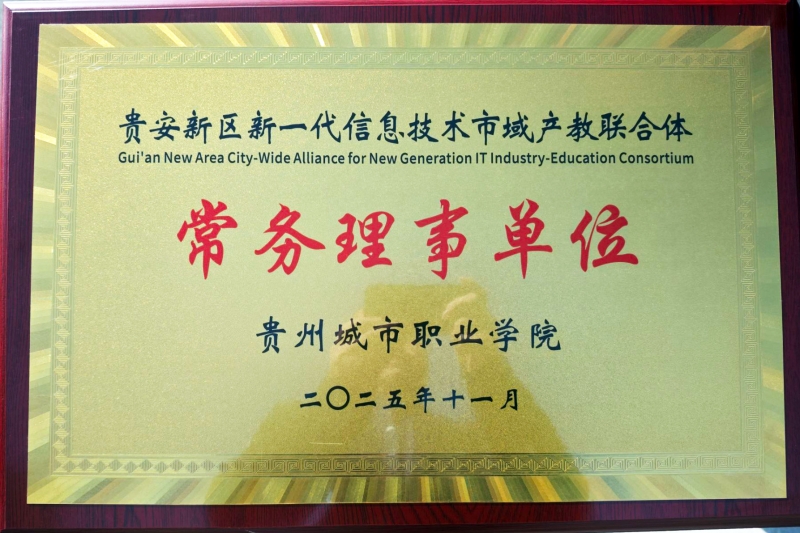 贵安新区新一代信息技术市域产教联合体
Gui'an New Area City-Wide Alliance for New Generation IT Industry-Education Consortium
常务理事单位
贵州城市职业学院
二〇二五年十一月